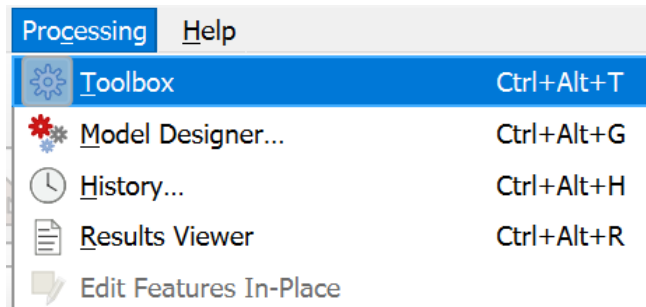 Processing Help
Toolbox Ctrl+Alt+T
Model Designer... Ctrl+Alt+G
History... Ctrl+Alt+H
Results Viewer Ctrl+Alt+R
Edit Features In-Place